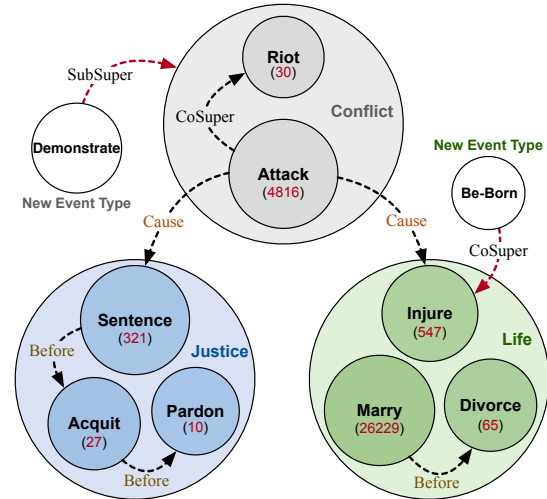 SubSuper
Riot
(30)
Conflict
CoSuper
Demonstrate
New Event Type
Attack
(4816)
New Event Type
Be-Born
Cause
Cause
CoSuper
Sentence
(321)
Justice
Before
Acquit
(27)
Pardon
(10)
Before
Injure
(547)
Life
Marry
(26229)
Divorce
(65)
Before